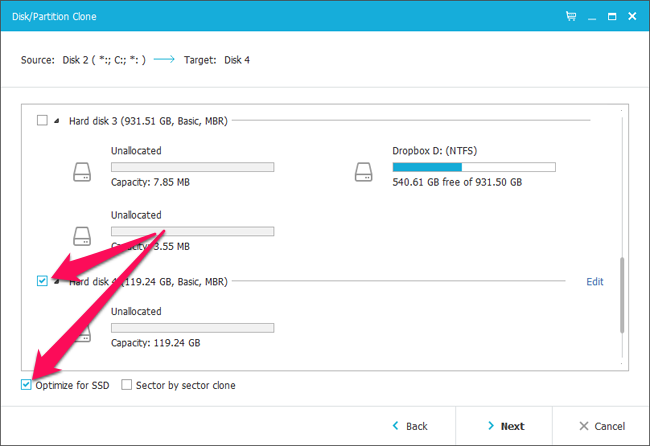 Disk/Partition Clone
Source: Disk 2 ( *:; C:; *: ) Target: Disk 4
Hard disk 3 (931.51 GB, Basic, MBR)
Unallocated
Capacity: 7.85 MB
Dropbox D: (NTFS)
540.61 GB free of 931.50 GB
Unallocated
Capacity: 3.55 MB
Hard disk 4 (119.24 GB, Basic, MBR) Edit
Unallocated
Capacity: 119.24 GB
Optimize for SSD Sector by sector clone
Back Next Cancel